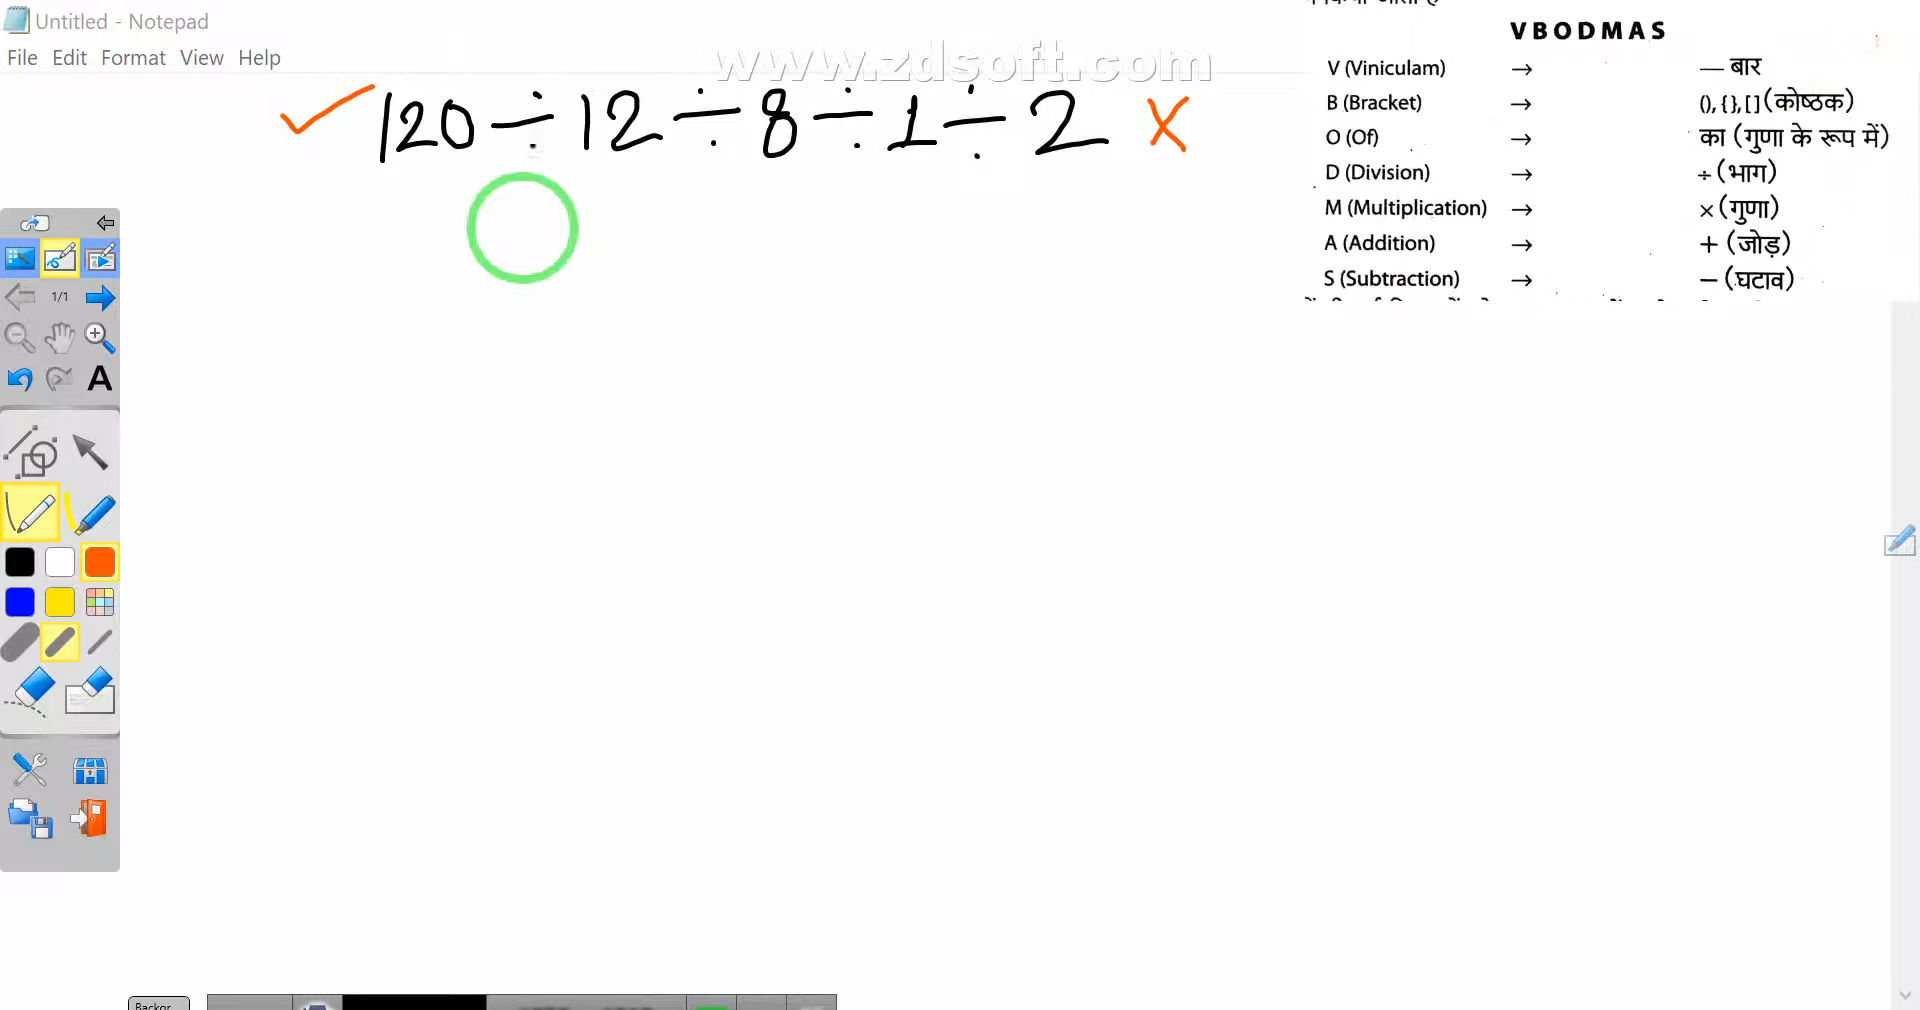 Untitled - Notepad
File Edit Format View Help
www.zdsoft.com
120 ÷ 12 ÷ 8 ÷ 1 ÷ 2 X
V B O D M A S
V (Viniculam) → — बार
B (Bracket) → (), { }, [ ] (कोष्ठक)
O (Of) → का (गुणा के रूप में)
D (Division) → ÷ (भाग)
M (Multiplication) → × (गुणा)
A (Addition) → + (जोड़)
S (Subtraction) → — (घटाव)
1/1
A
Backgr